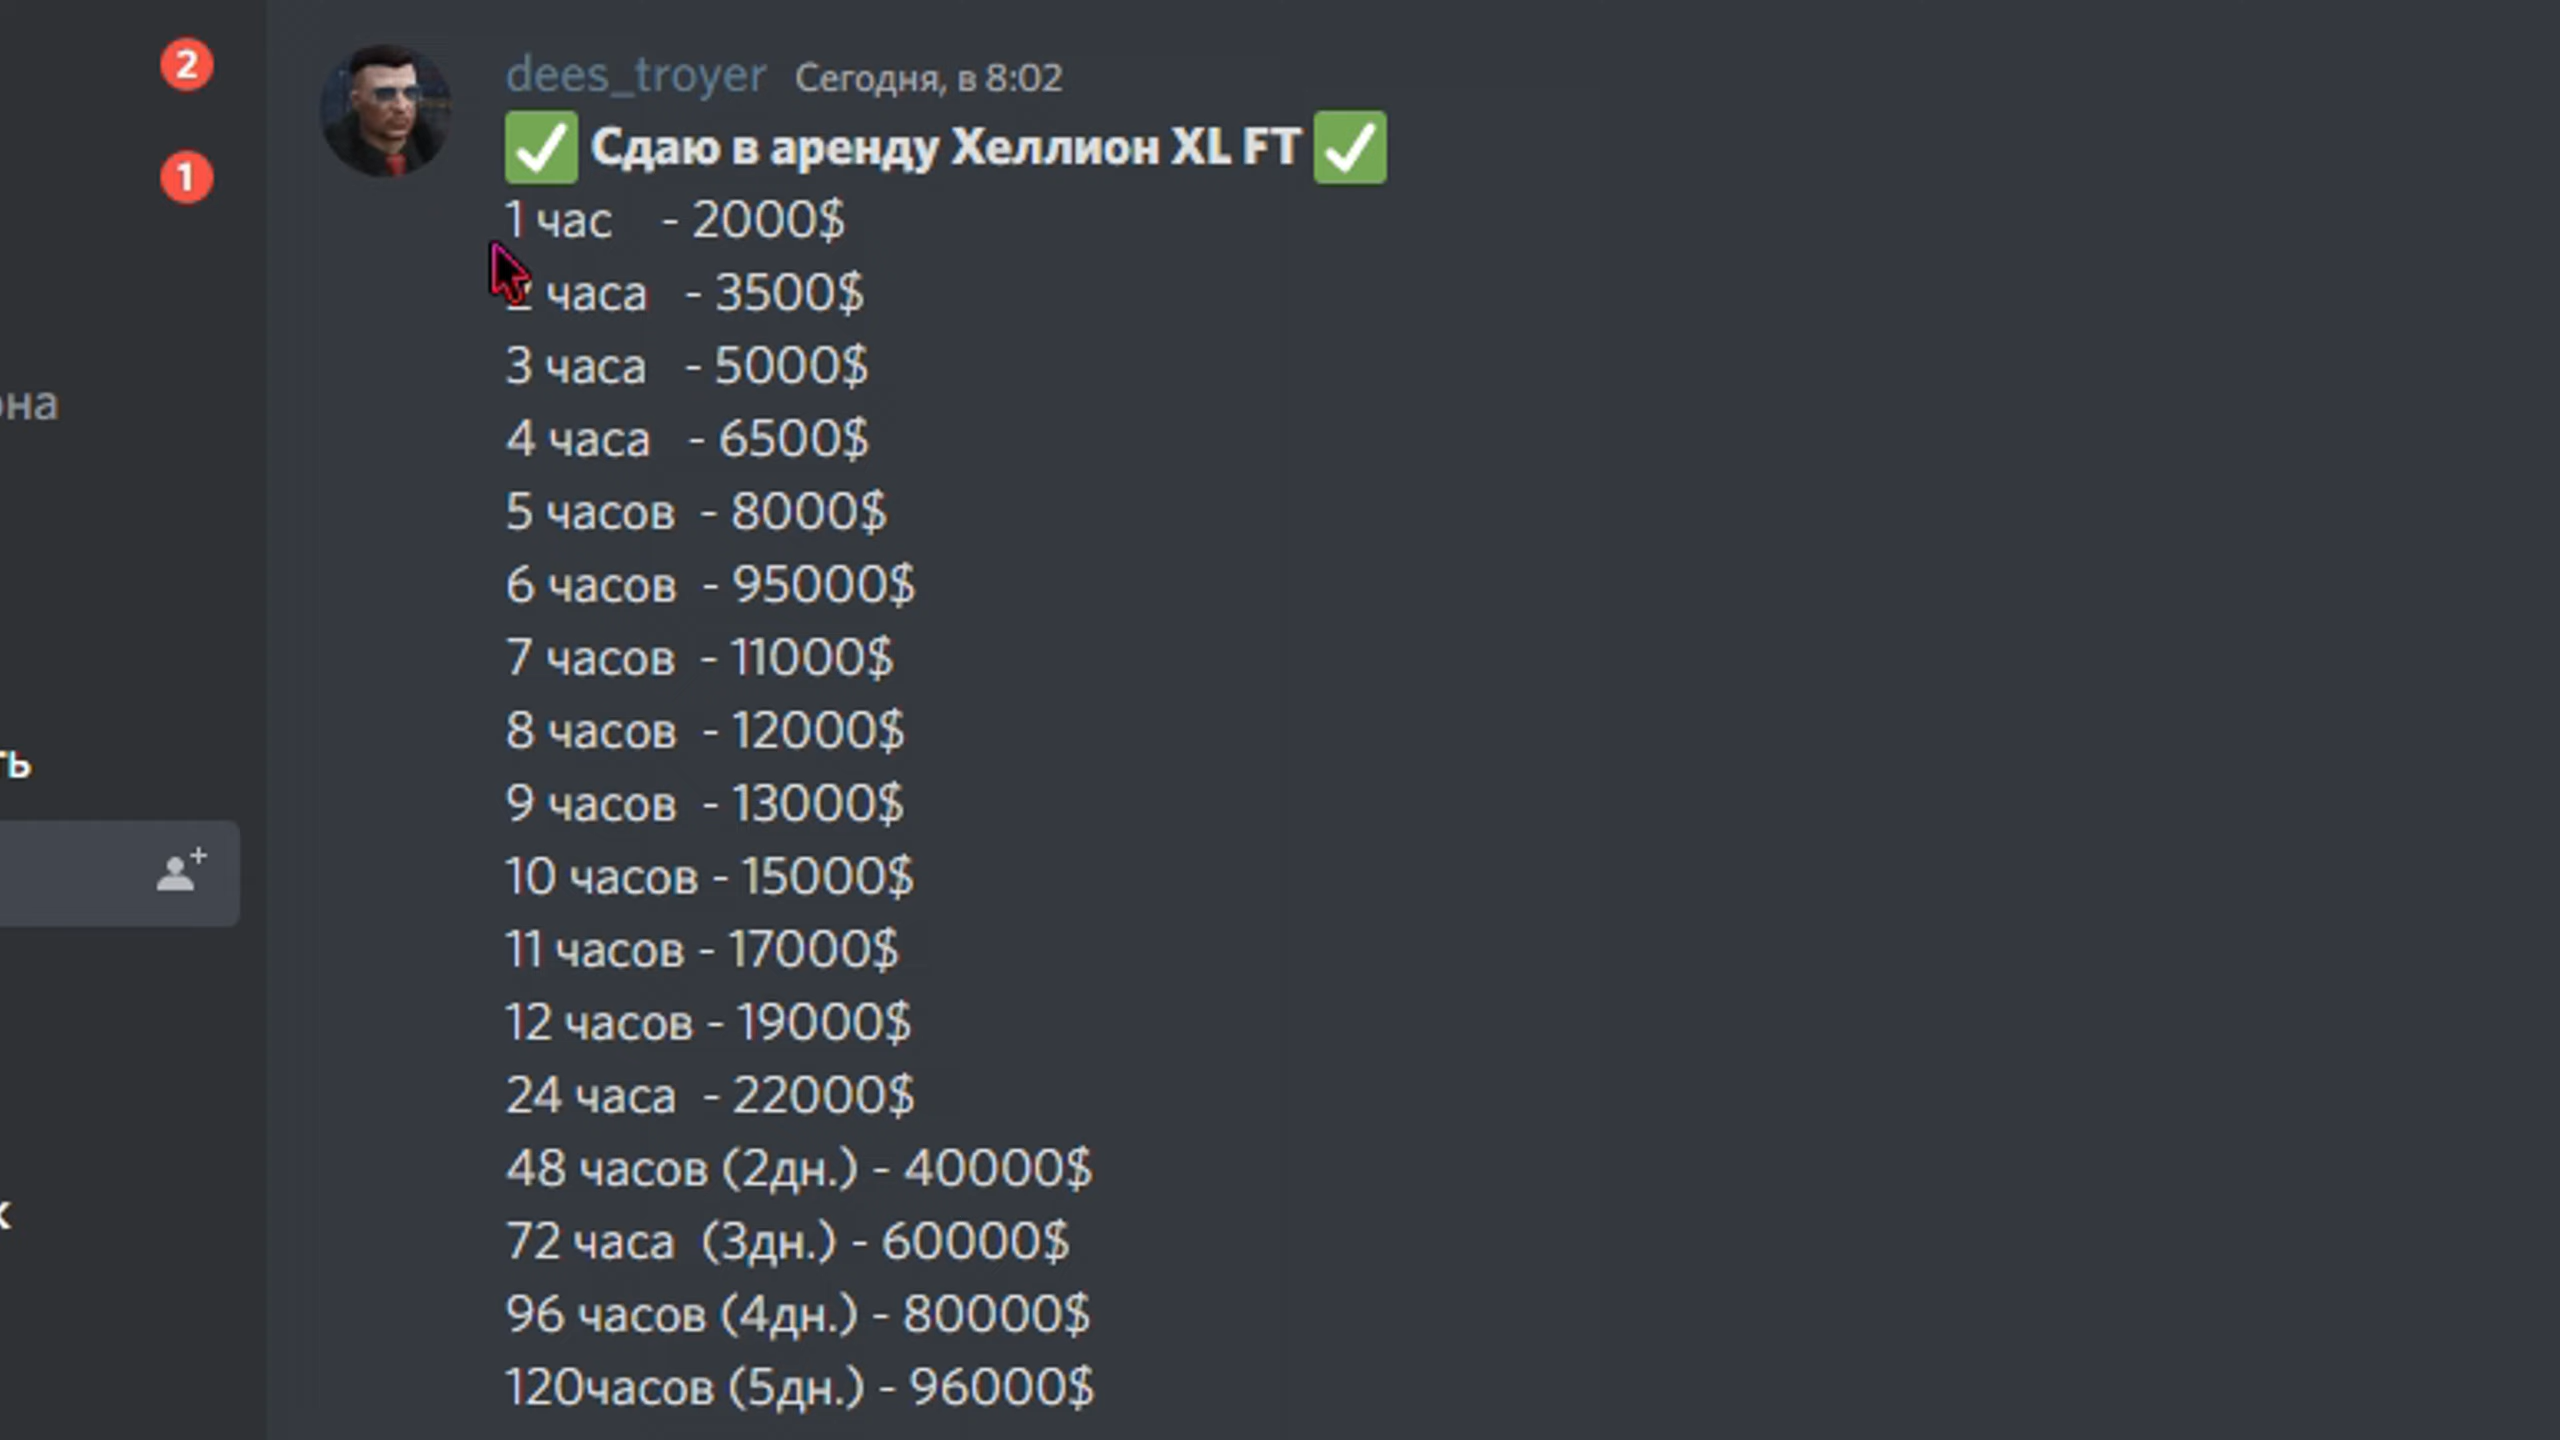 2
dees_troyer Сегодня, в 8:02
✅ Сдаю в аренду Хеллион XL FT ✅
1
1 час - 2000$
часа - 3500$
3 часа - 5000$
она
4 часа - 6500$
5 часов - 8000$
6 часов - 95000$
7 часов - 11000$
8 часов - 12000$
ть
9 часов - 13000$
10 часов - 15000$
11 часов - 17000$
12 часов - 19000$
24 часа - 22000$
48 часов (2дн.) - 40000$
к
72 часа (3дн.) - 60000$
96 часов (4дн.) - 80000$
120часов (5дн.) - 96000$